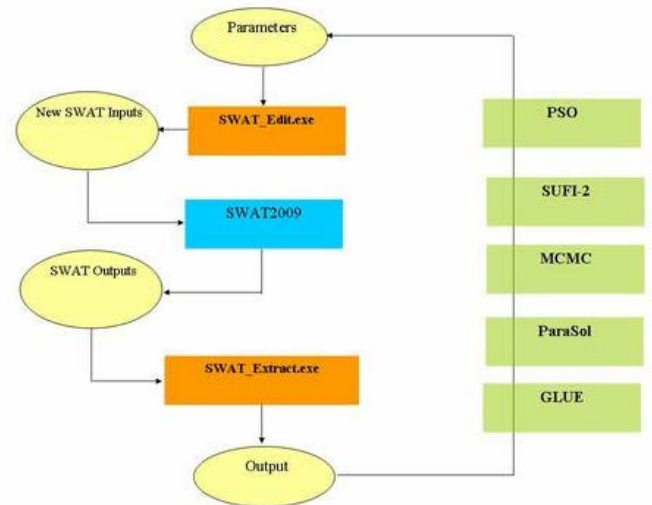 Parameters
New SWAT Inputs
SWAT_Edit.exe
PSO
SWAT2009
SUFI-2
SWAT Outputs
MCMC
SWAT_Extract.exe
ParaSol
GLUE
Output